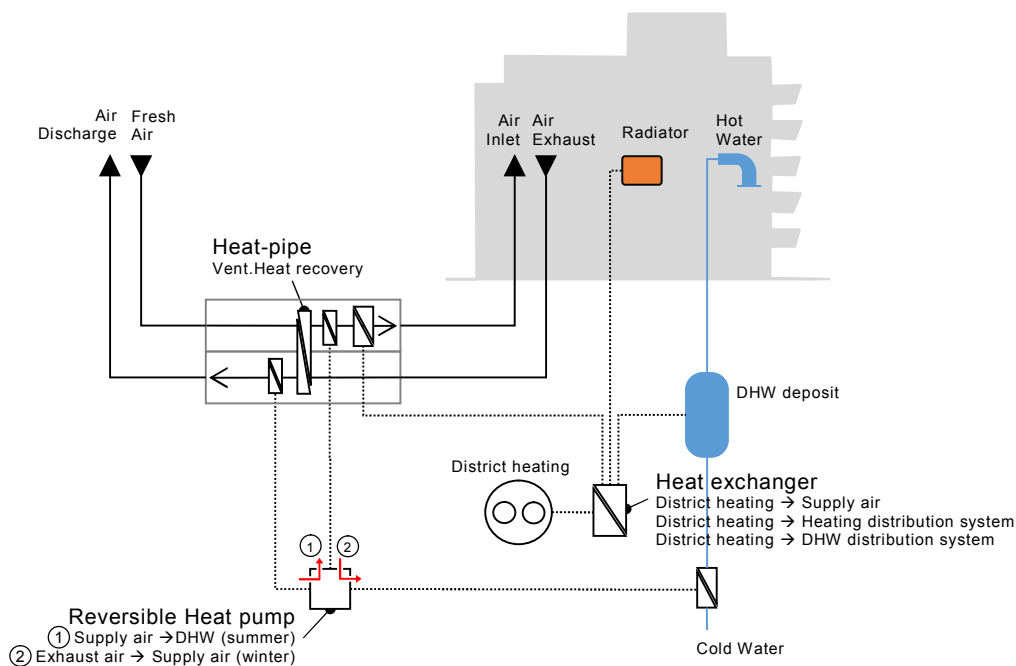 Air
Discharge
Fresh
Air
Air
Inlet
Air
Exhaust
Radiator
Hot
Water
Heat-pipe
Vent.Heat recovery
DHW deposit
District heating
Heat exchanger
District heating → Supply air
District heating → Heating distribution system
District heating → DHW distribution system
① ②
Reversible Heat pump
① Supply air →DHW (summer)
② Exhaust air → Supply air (winter)
Cold Water